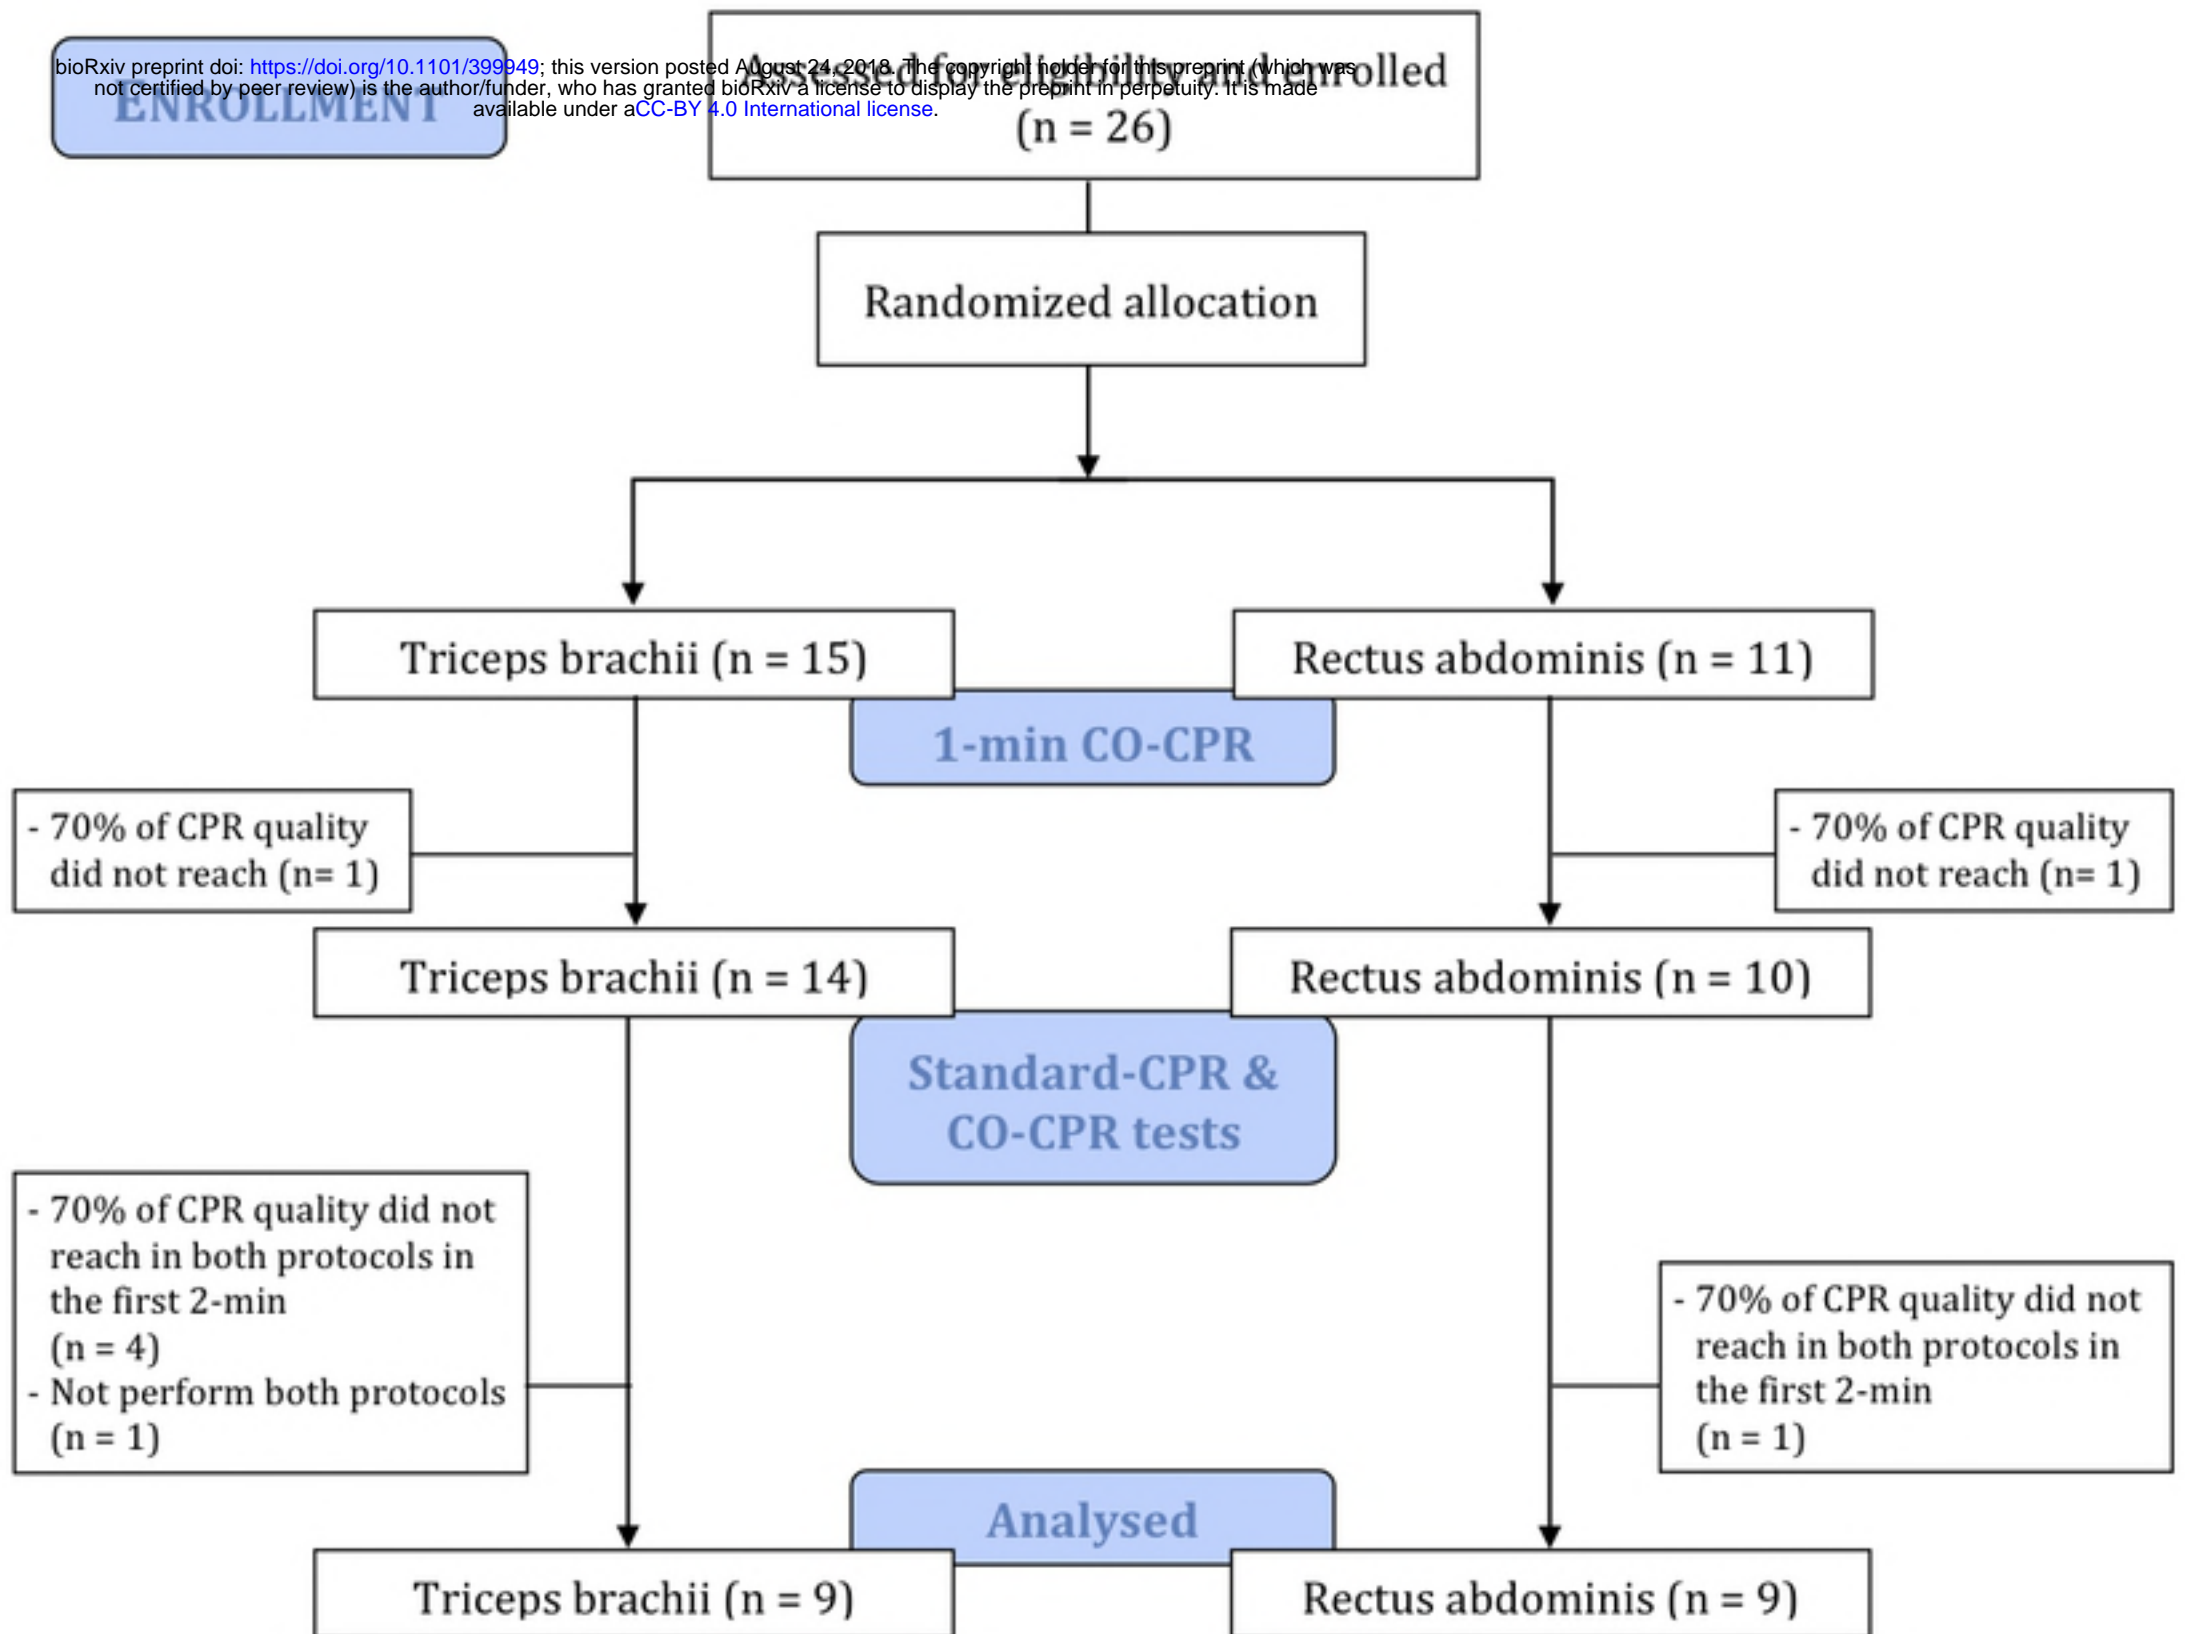 bioRxiv preprint doi: https://doi.org/10.1101/399949; this version posted August 24, 2018. The copyright holder for this preprint (which was
not certified by peer review) is the author/funder, who has granted bioRxiv a license to display the preprint in perpetuity. It is made
available under aCC-BY 4.0 International license.
ENROLLMENT
Assessed for eligibility and enrolled
(n = 26)
Randomized allocation
Triceps brachii (n = 15)
Rectus abdominis (n = 11)
1-min CO-CPR
- 70% of CPR quality
did not reach (n= 1)
- 70% of CPR quality
did not reach (n= 1)
Triceps brachii (n = 14)
Rectus abdominis (n = 10)
Standard-CPR &
CO-CPR tests
- 70% of CPR quality did not
reach in both protocols in
the first 2-min
(n = 4)
- Not perform both protocols
(n = 1)
- 70% of CPR quality did not
reach in both protocols in
the first 2-min
(n = 1)
Analysed
Triceps brachii (n = 9)
Rectus abdominis (n = 9)